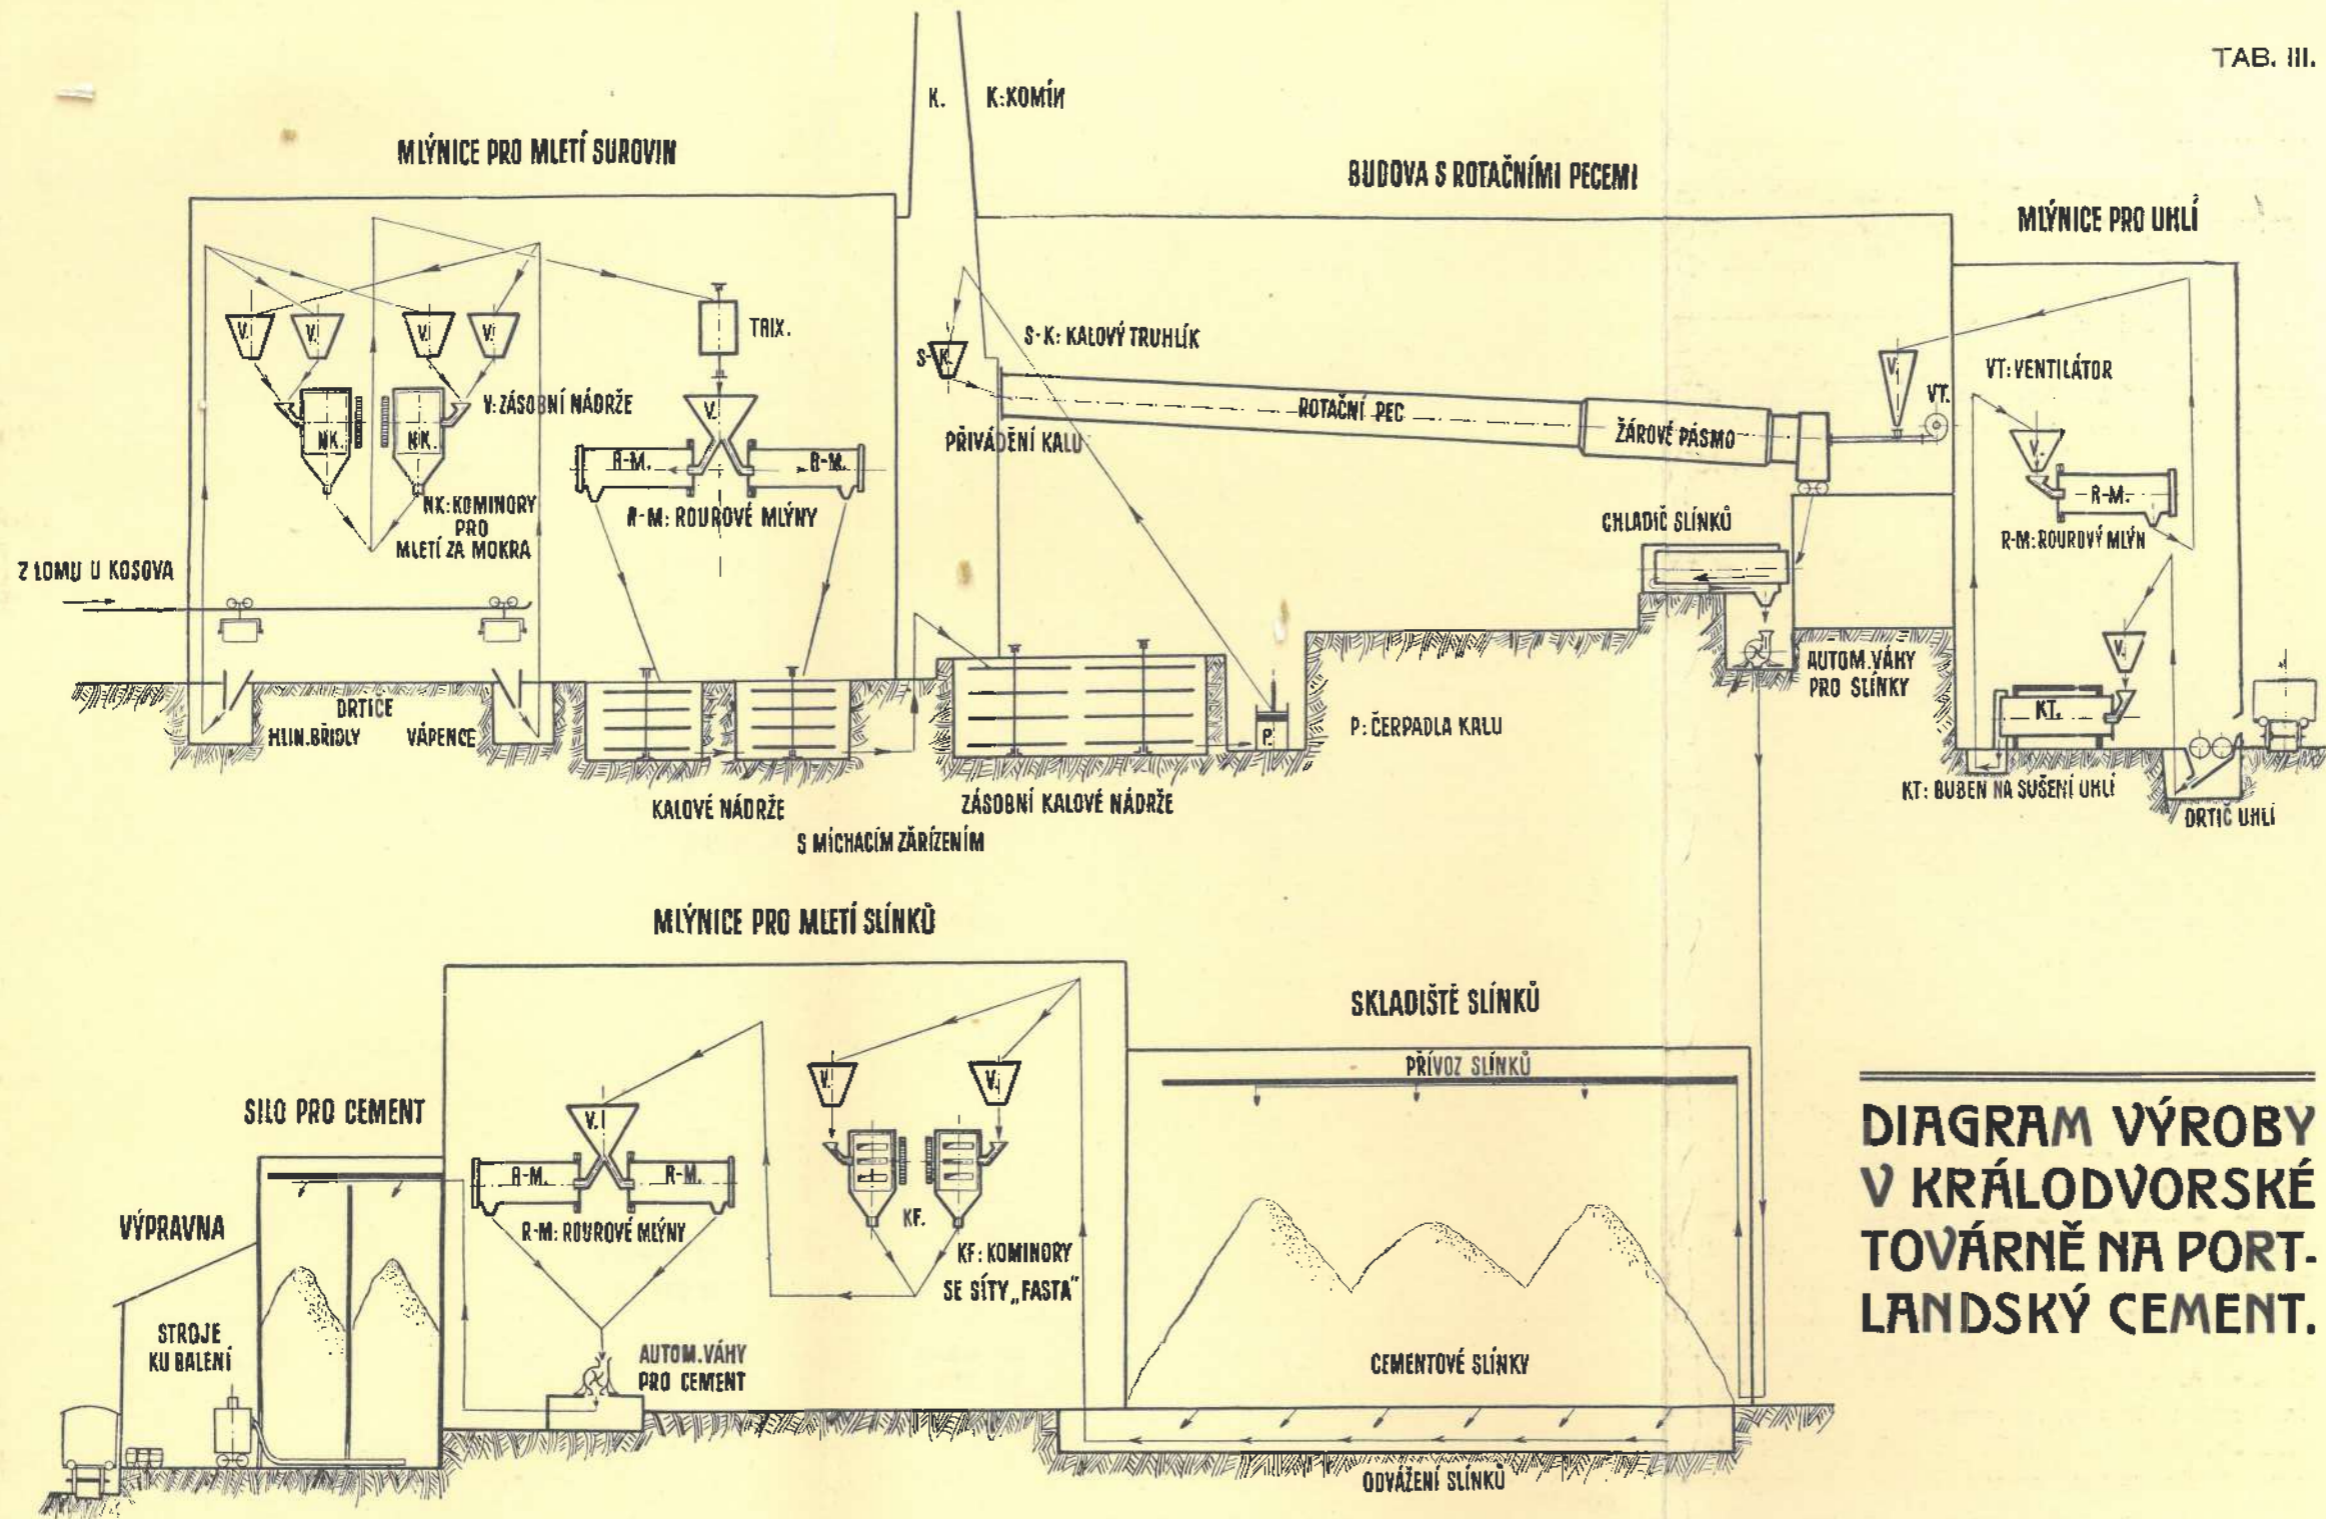 TAB. III.
K. K:KOMÍN
MLÝNICE PRO MLETÍ SUROVIN
BUDOVA S ROTAČNÍMI PECEMI
MLÝNICE PRO UHLÍ
V. V. V. V.
TRIX.
V:ZÁSOBNÍ NÁDRŽE
NK. NK.
NK:KOMINORY
PRO
MLETÍ ZA MOKRA
V.
R-M. R-M.
R-M: ROUROVÉ MLÝNY
Z LOMU U KOSOVA
DRTIČE
HLIN.BŘIDLY VÁPENCE
KALOVÉ NÁDRŽE
S MÍCHACÍM ZÁŘÍZENÍM
ZÁSOBNÍ KALOVÉ NÁDRŽE
S-K.
S-K: KALOVÝ TRUHLÍK
PŘIVÁDĚNÍ KALU
ROTAČNÍ PEC
ŽÁROVÉ PÁSMO
P.
P: ČERPADLA KALU
CHLADIČ SLÍNKŮ
AUTOM.VÁHY
PRO SLÍNKY
V.
VT.
VT:VENTILÁTOR
V.
R-M.
R-M:ROUROVÝ MLÝN
V.
KT.
KT: BUBEN NA SUŠENÍ UHLÍ
DRTIČ UHLÍ
MLÝNICE PRO MLETÍ SLÍNKŮ
SKLADIŠTĚ SLÍNKŮ
PŘÍVOZ SLÍNKŮ
CEMENTOVÉ SLÍNKY
ODVÁŽENÍ SLÍNKŮ
V. V.
KF.
KF: KOMINORY
SE SÍTY „FASTA"
V.
R-M. R-M.
R-M: ROUROVÉ MLÝNY
AUTOM.VÁHY
PRO CEMENT
SILO PRO CEMENT
VÝPRAVNA
STROJE
KU BALENÍ
DIAGRAM VÝROBY
V KRÁLODVORSKÉ
TOVÁRNĚ NA PORT-
LANDSKÝ CEMENT.